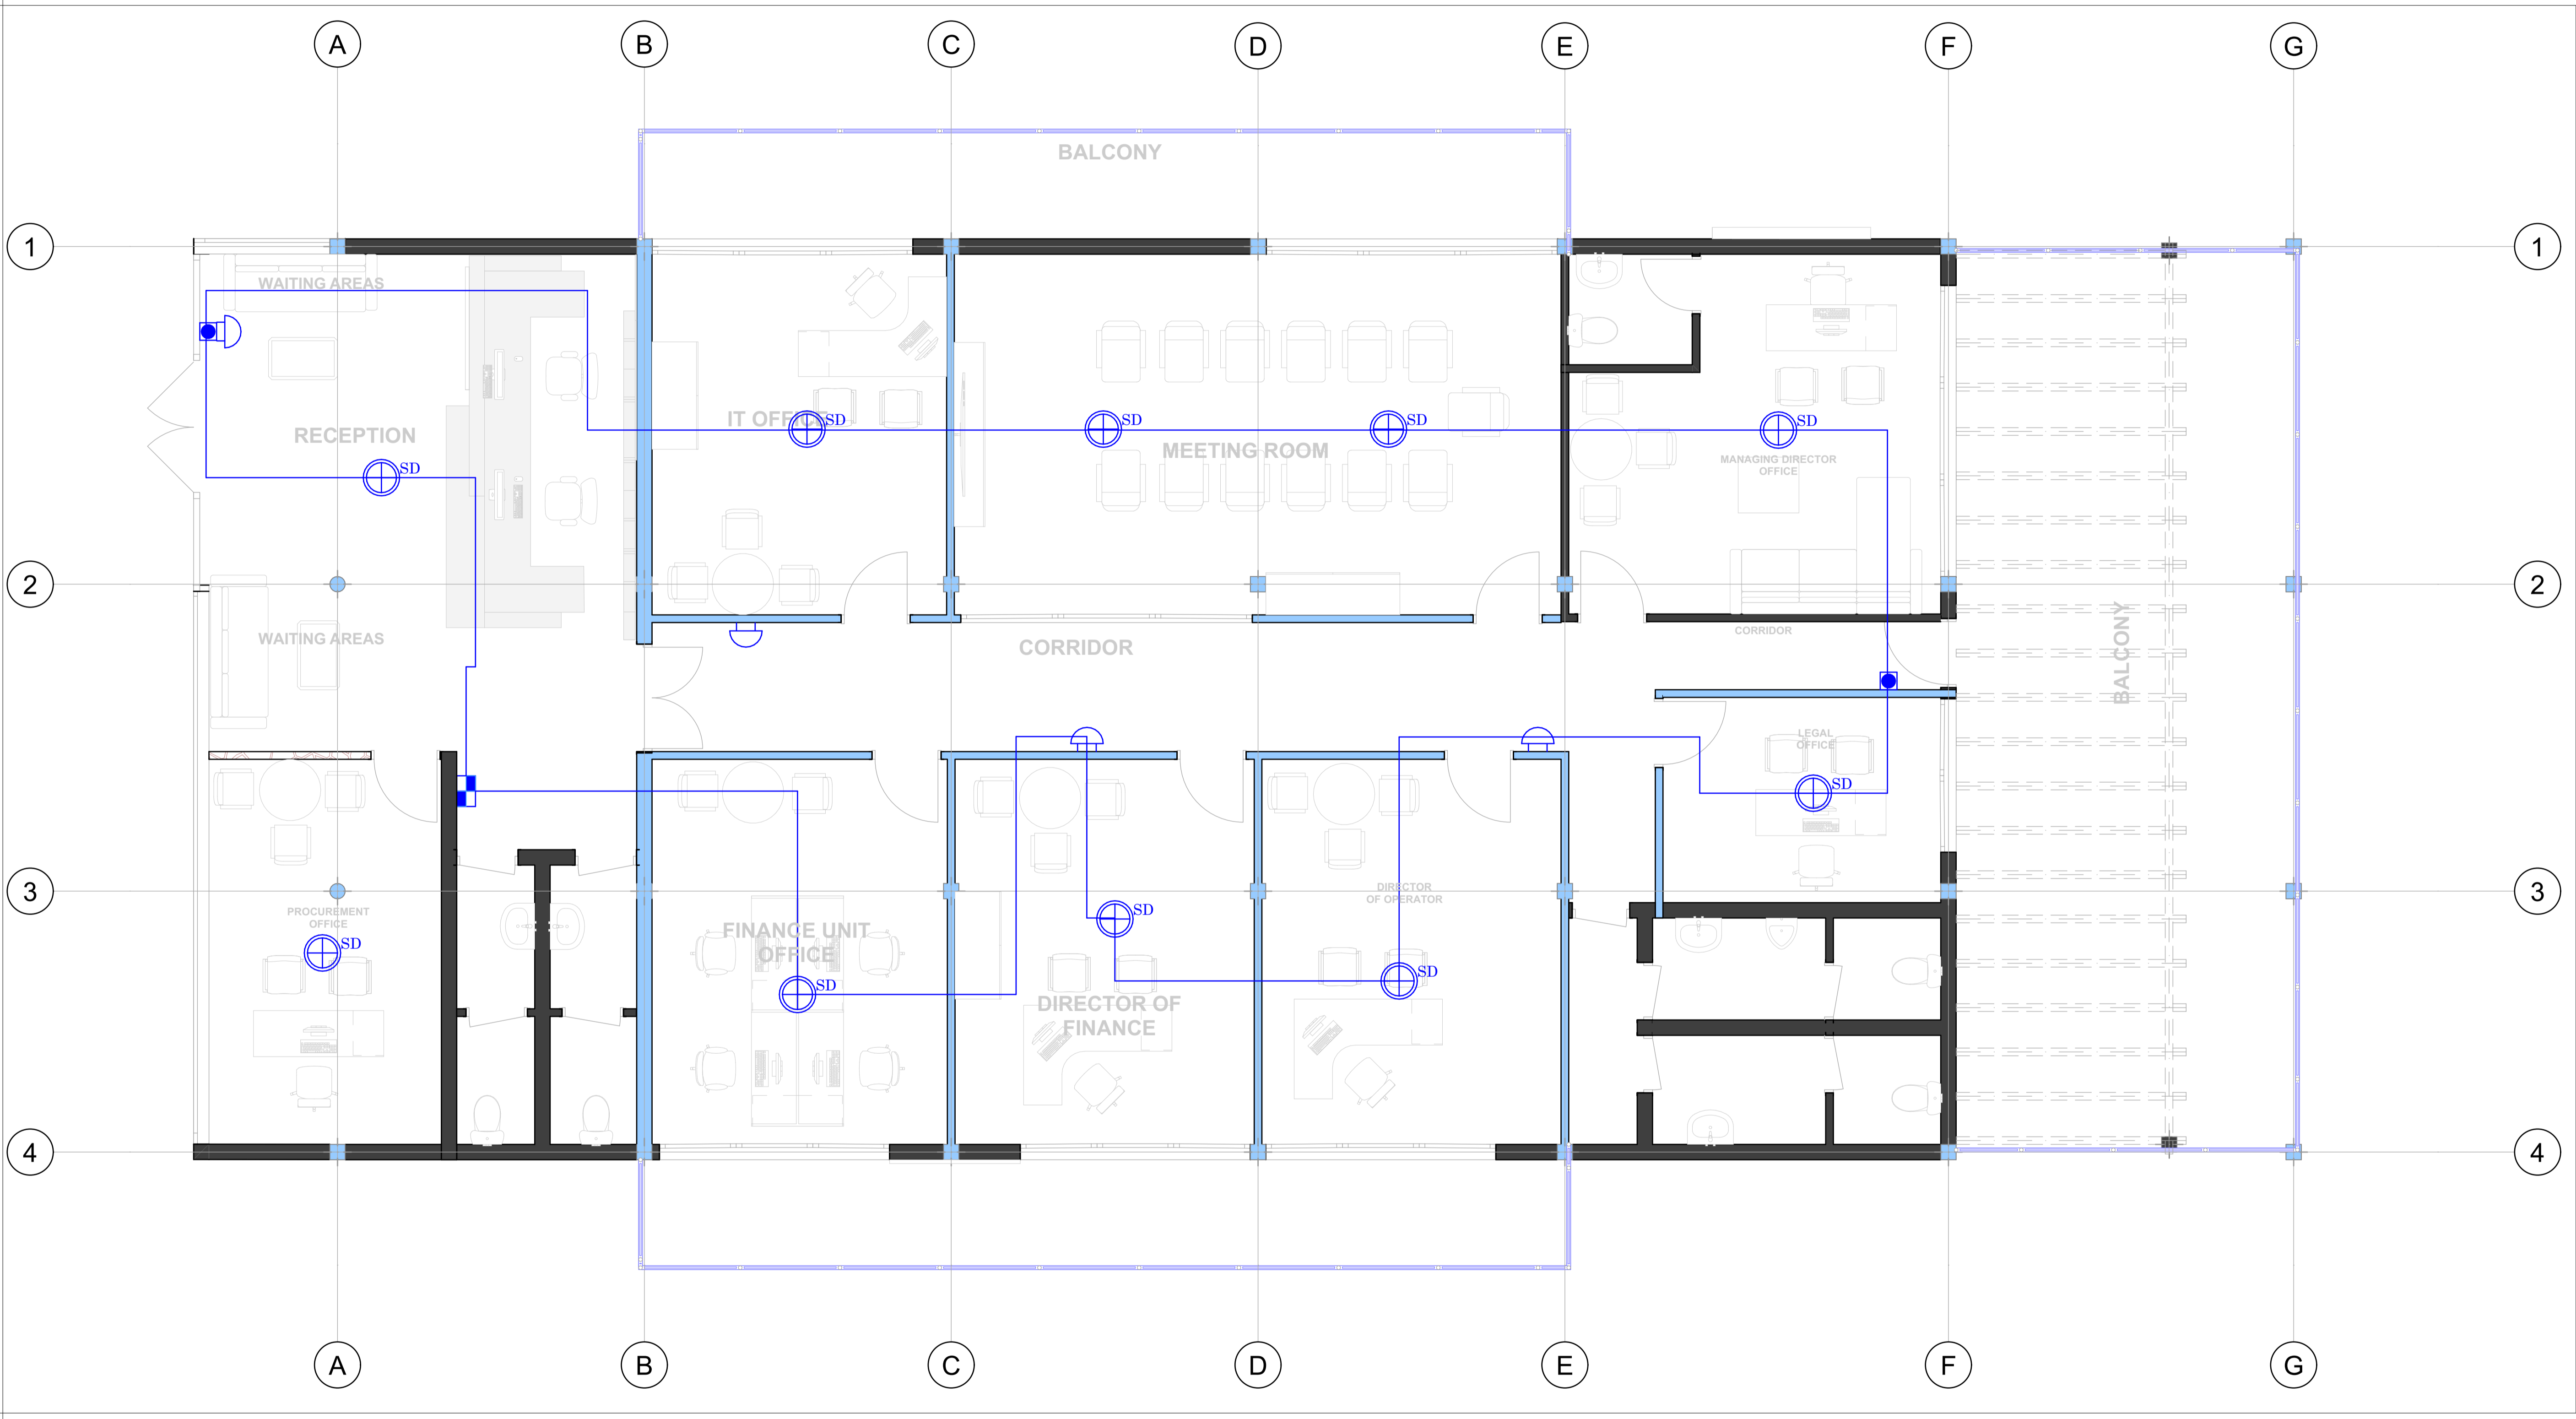 A B C D E F G
BALCONY
1 1
WAITING AREAS
IT OFFICE
SD SD SD SD
RECEPTION
MEETING ROOM
MANAGING DIRECTOR
OFFICE
SD
2 2
WAITING AREAS
CORRIDOR
CORRIDOR
BALCONY
LEGAL
OFFICE
SD
3 3
DIRECTOR
OF OPERATOR
PROCUREMENT
OFFICE
SD
SD
FINANCE UNIT
OFFICE
SD
SD
DIRECTOR OF
FINANCE
4 4
A B C D E F G